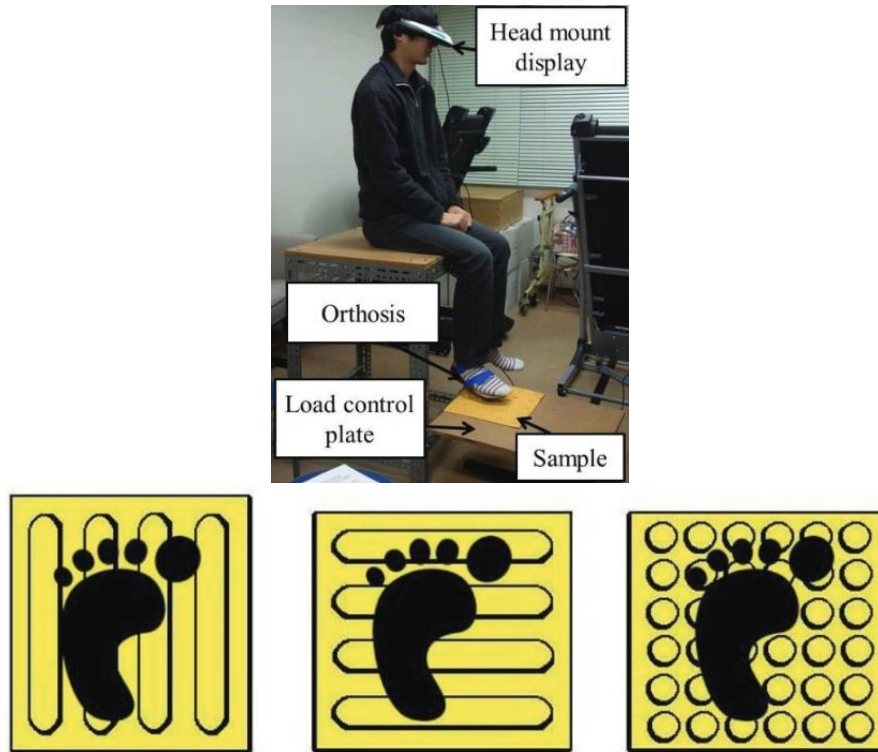 Head mount
display
Orthosis
Load control
plate
Sample